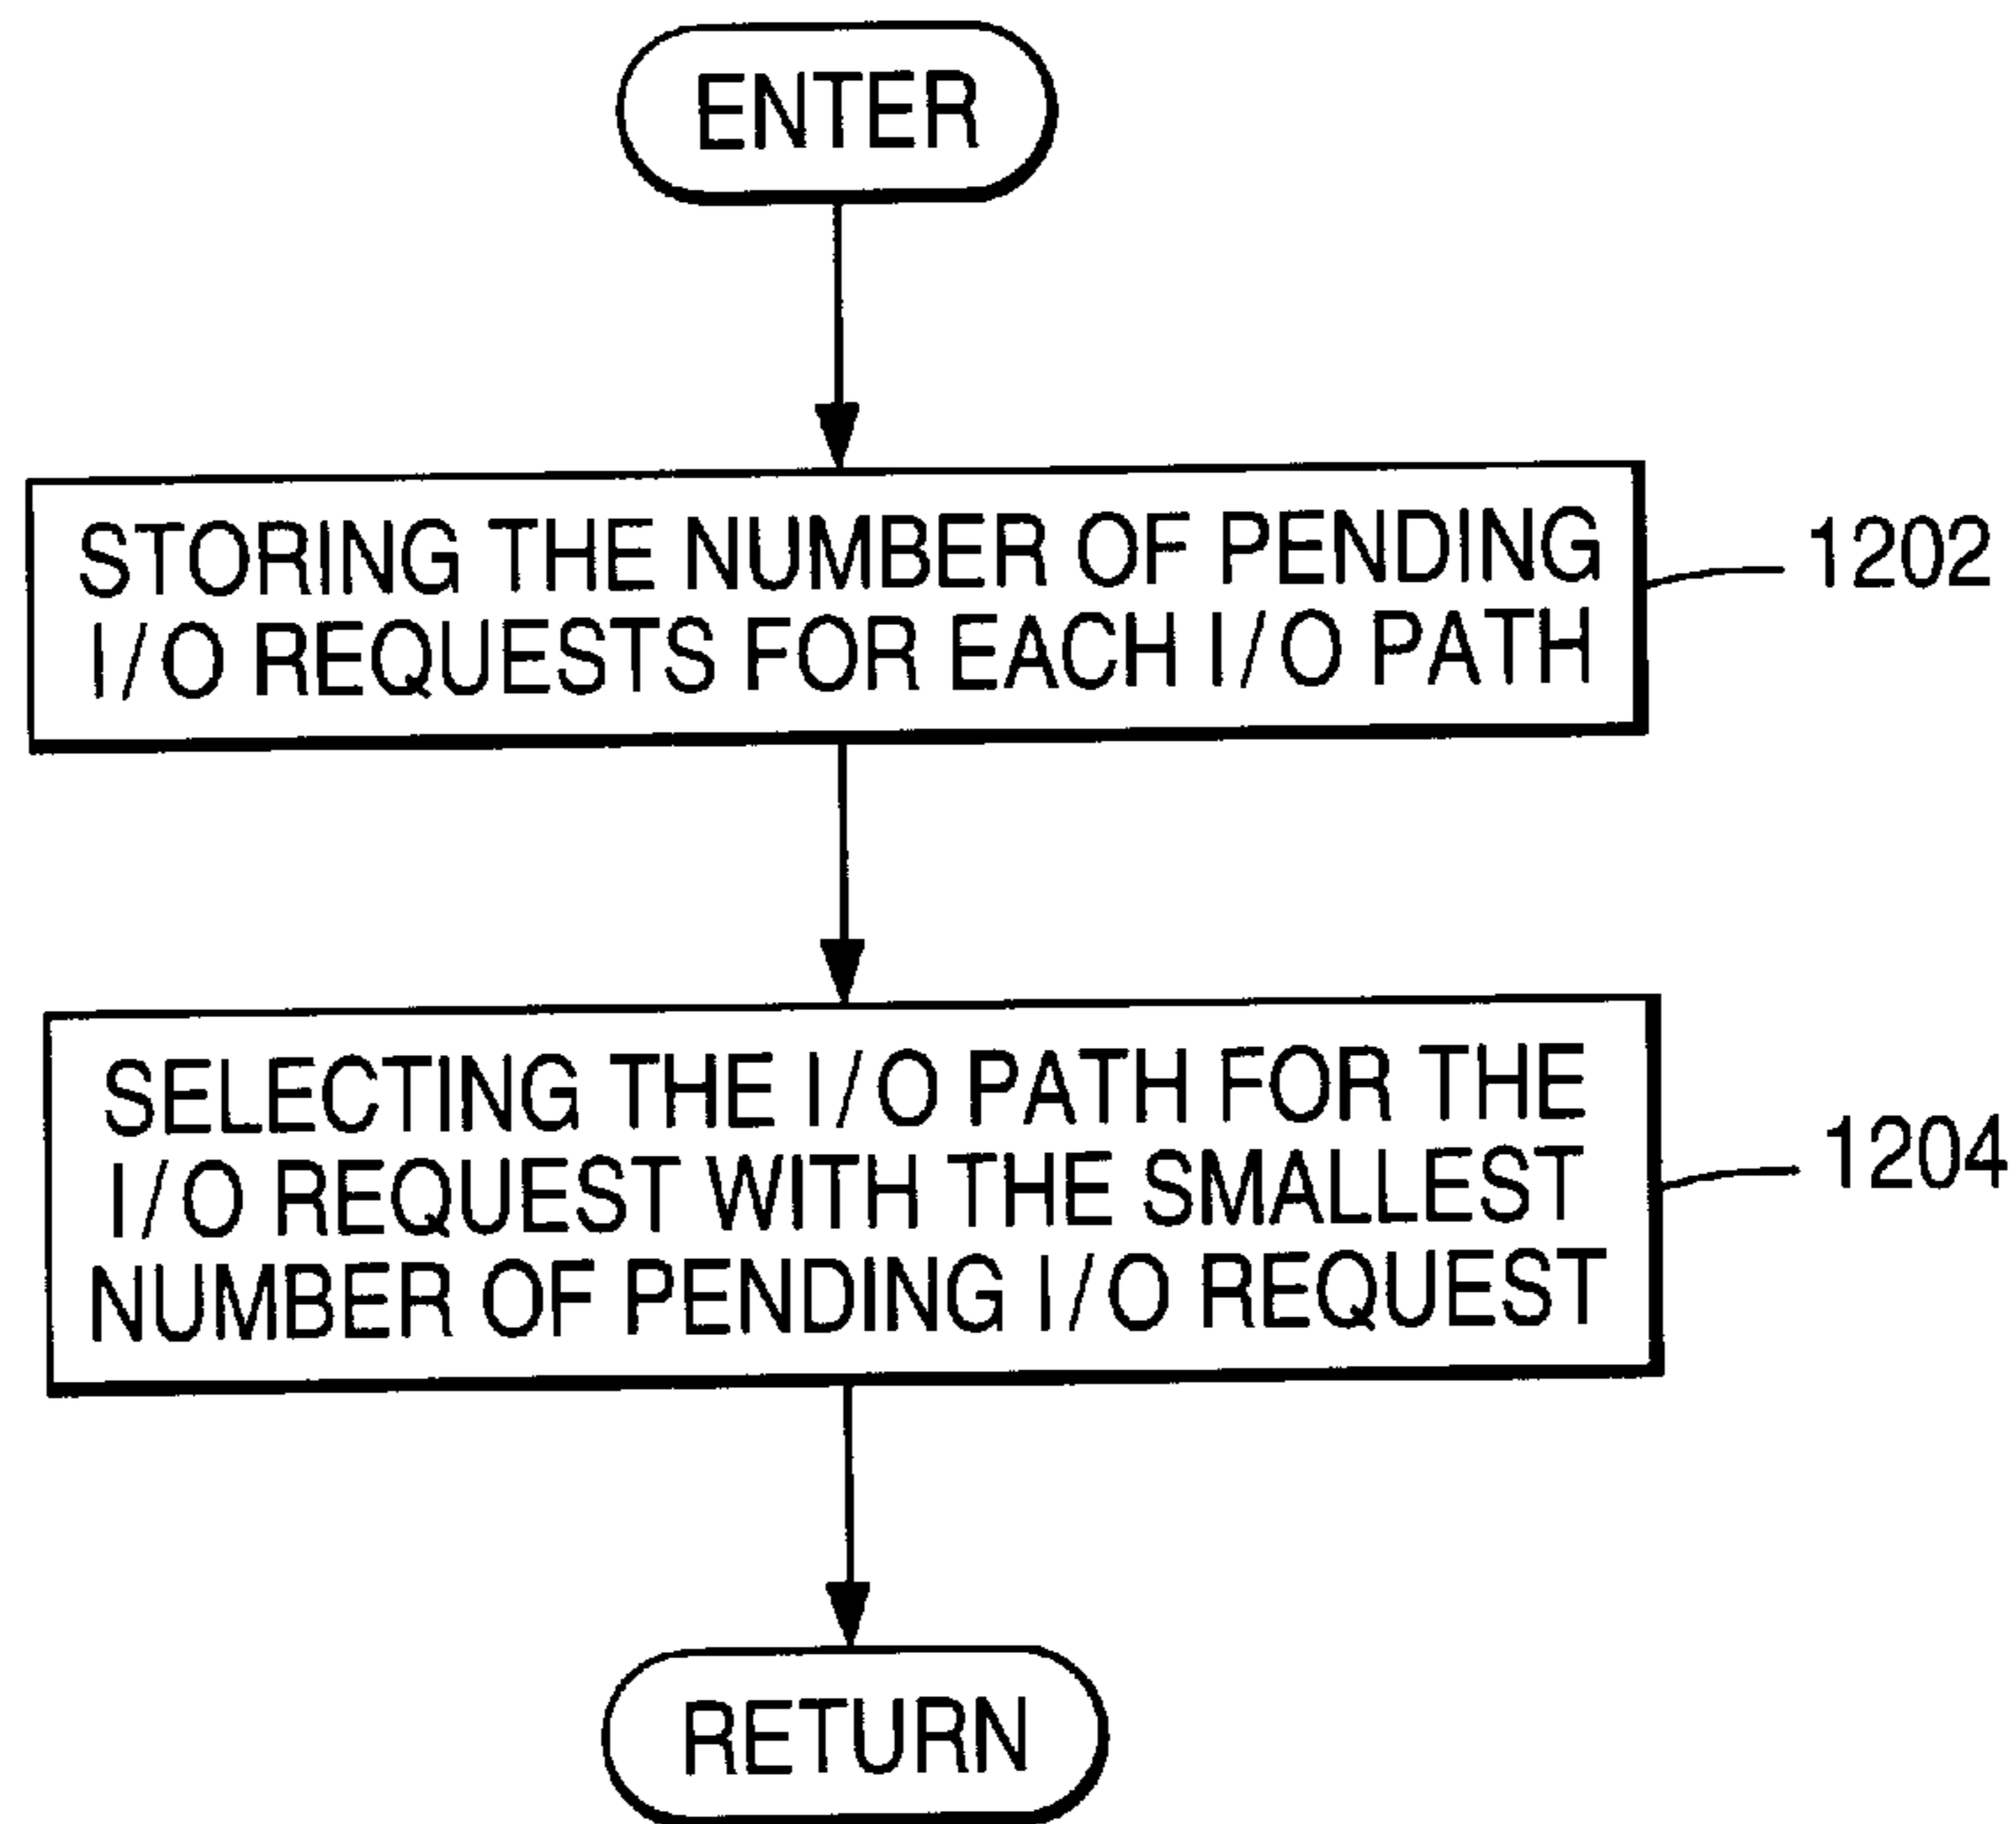 ENTER
STORING THE NUMBER OF PENDING
I/O REQUESTS FOR EACH I/O PATH
1202
SELECTING THE I/O PATH FOR THE
I/O REQUEST WITH THE SMALLEST
NUMBER OF PENDING I/O REQUEST
1204
RETURN